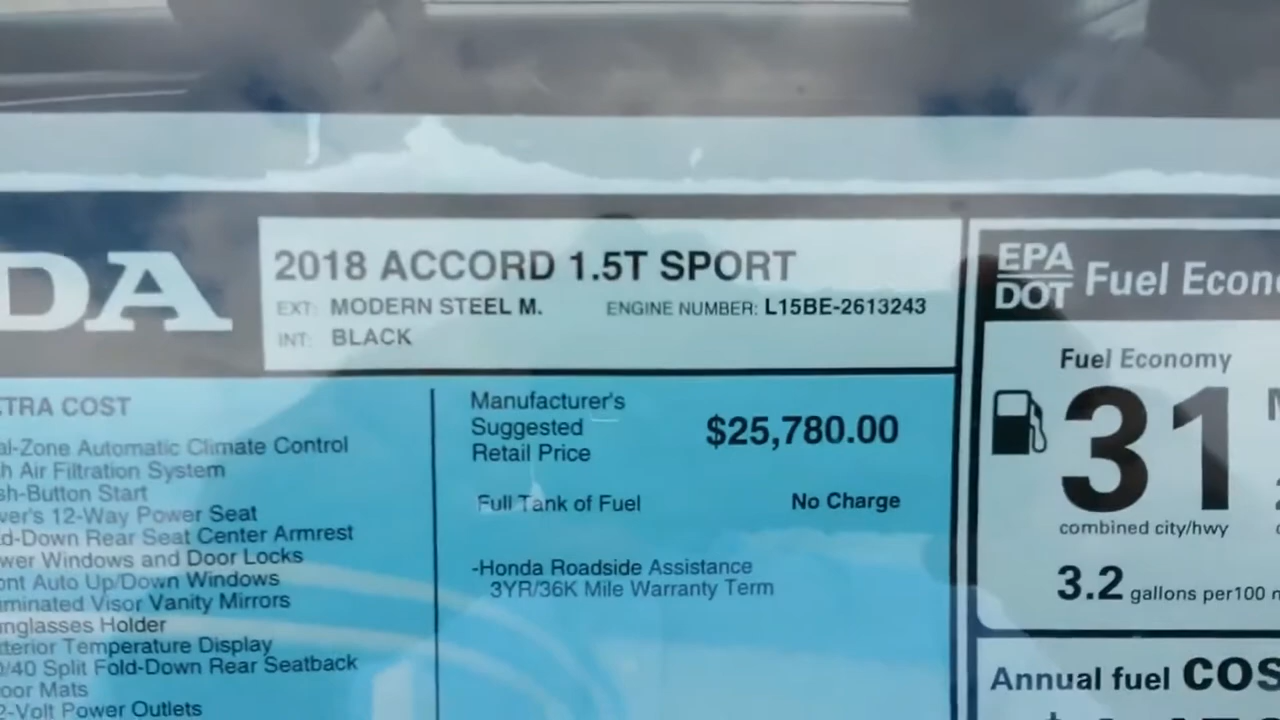 DA
2018 ACCORD 1.5T SPORT
EXT: MODERN STEEL M. ENGINE NUMBER: L15BE-2613243
INT: BLACK
EPA
DOT
Fuel Econ
TRA COST
al-Zone Automatic Climate Control
h Air Filtration System
sh-Button Start
ver's 12-Way Power Seat
d-Down Rear Seat Center Armrest
wer Windows and Door Locks
ont Auto Up/Down Windows
uminated Visor Vanity Mirrors
nglasses Holder
terior Temperature Display
0/40 Split Fold-Down Rear Seatback
oor Mats
2-Volt Power Outlets
Manufacturer's
Suggested
Retail Price
$25,780.00
Full Tank of Fuel No Charge
-Honda Roadside Assistance
3YR/36K Mile Warranty Term
Fuel Economy
31
combined city/hwy
3.2 gallons per 100
Annual fuel COS